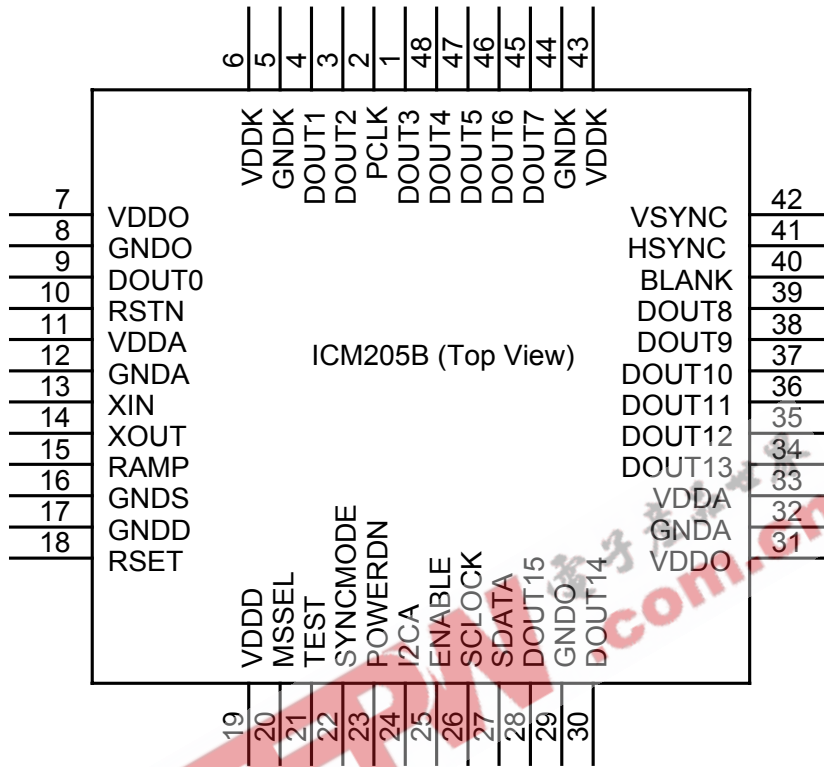 6 5 4 3 2 1 48 47 46 45 44 43
VDDK GNDK DOUT1 DOUT2 PCLK DOUT3 DOUT4 DOUT5 DOUT6 DOUT7 GNDK VDDK
7 VDDO
8 GNDO
9 DOUT0
10 RSTN
11 VDDA
12 GNDA
13 XIN
14 XOUT
15 RAMP
16 GNDS
17 GNDD
18 RSET
ICM205B (Top View)
VSYNC 42
HSYNC 41
BLANK 40
DOUT8 39
DOUT9 38
DOUT10 37
DOUT11 36
DOUT12 35
DOUT13 34
VDDA 33
GNDA 32
VDDO 31
VDDD MSSEL TEST SYNCMODE POWERDN I2CA ENABLE SCLOCK SDATA DOUT15 GNDO DOUT14
19 20 21 22 23 24 25 26 27 28 29 30
.com.cn